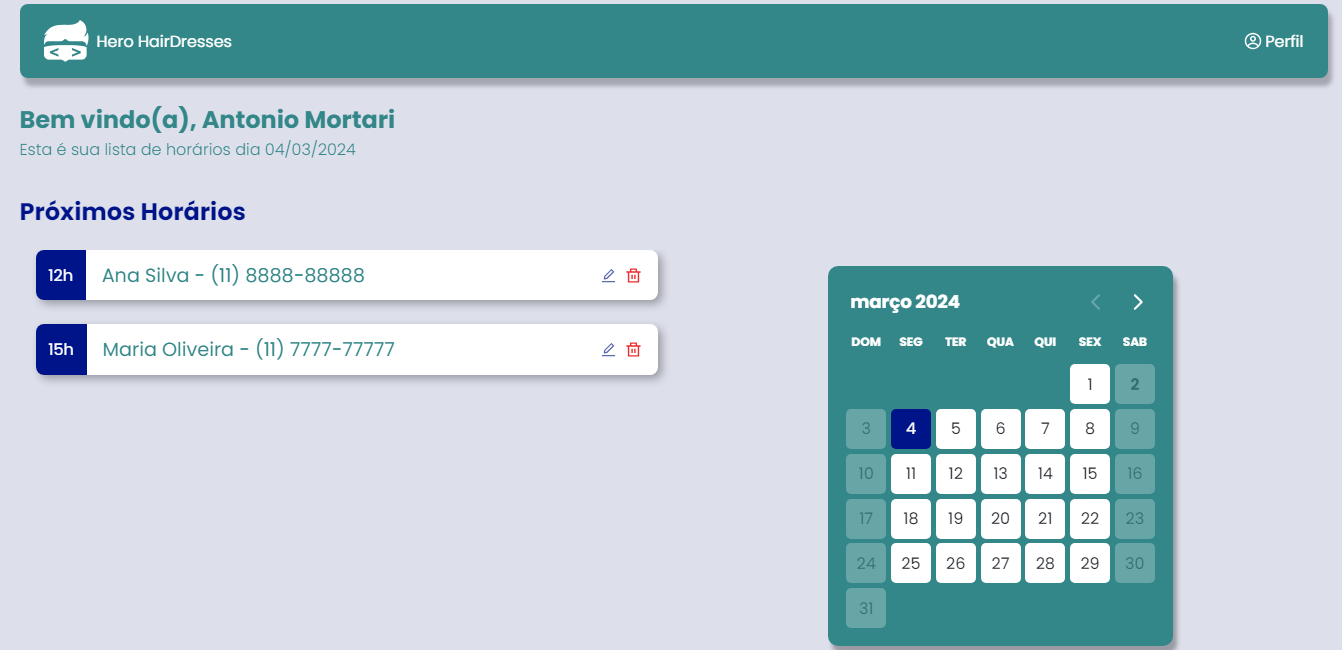 Hero HairDresses
Perfil
Bem vindo(a), Antonio Mortari
Esta é sua lista de horários dia 04/03/2024
Próximos Horários
12h Ana Silva - (11) 8888-88888
15h Maria Oliveira - (11) 7777-77777
março 2024
DOM SEG TER QUA QUI SEX SAB
1 2
3 4 5 6 7 8 9
10 11 12 13 14 15 16
17 18 19 20 21 22 23
24 25 26 27 28 29 30
31